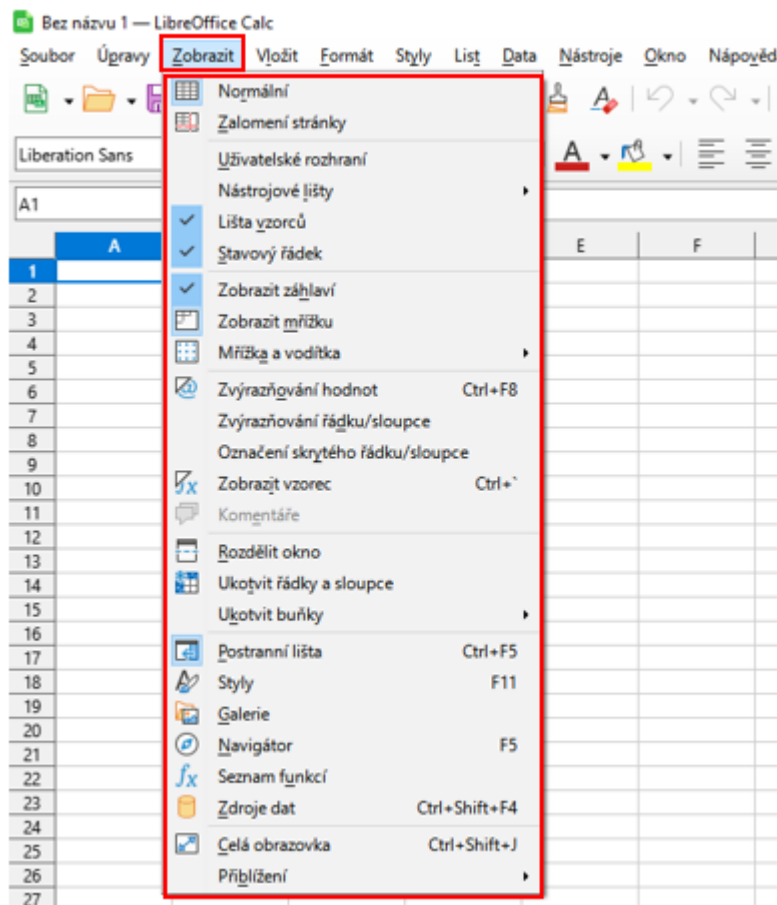 Bez názvu 1 — LibreOffice Calc
Soubor Úpravy Zobrazit Vložit Formát Styly List Data Nástroje Okno Nápověd
Liberation Sans
A1
A E F
Normální
Zalomení stránky
Uživatelské rozhraní
Nástrojové lišty
Lišta vzorců
Stavový řádek
Zobrazit záhlaví
Zobrazit mřížku
Mřížka a vodítka
Zvýrazňování hodnot Ctrl+F8
Zvýrazňování řádku/sloupce
Označení skrytého řádku/sloupce
Zobrazit vzorec Ctrl+`
Komentáře
Rozdělit okno
Ukotvit řádky a sloupce
Ukotvit buňky
Postranní lišta Ctrl+F5
Styly F11
Galerie
Navigátor F5
Seznam funkcí
Zdroje dat Ctrl+Shift+F4
Celá obrazovka Ctrl+Shift+J
Přiblížení
1
2
3
4
5
6
7
8
9
10
11
12
13
14
15
16
17
18
19
20
21
22
23
24
25
26
27